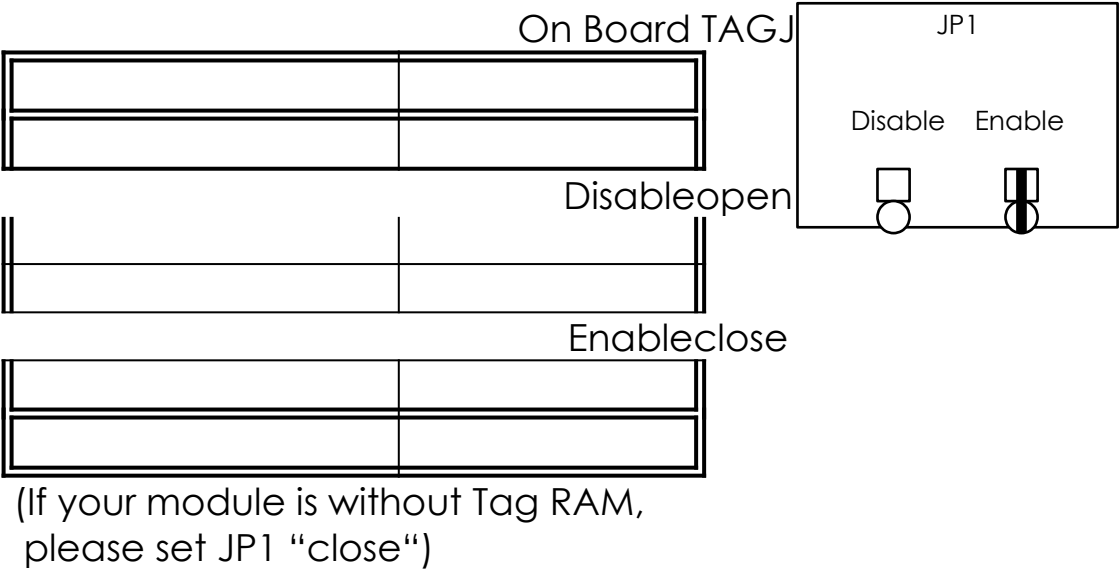 On Board TAGJ
JP1
Disable Enable
Disableopen
Enableclose
(If your module is without Tag RAM,
please set JP1 “close“)